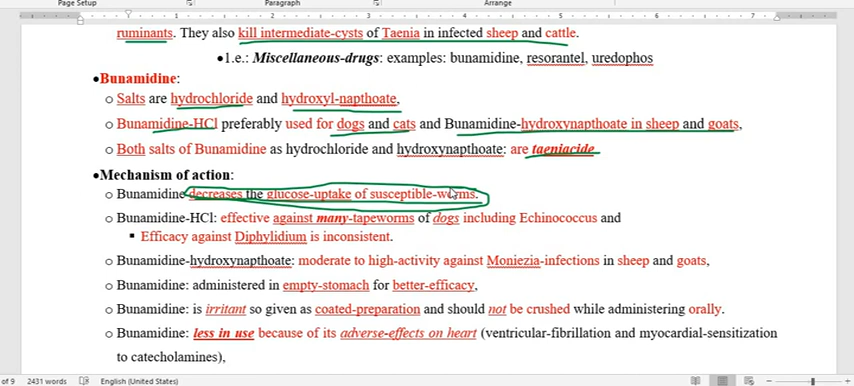 Page Setup
Paragraph
Arrange
ruminants. They also kill intermediate-cysts of Taenia in infected sheep and cattle.
•1.e.: Miscellaneous-drugs: examples: bunamidine, resorantel, uredophos
•Bunamidine:
o Salts are hydrochloride and hydroxyl-napthoate,
o Bunamidine-HCl preferably used for dogs and cats and Bunamidine-hydroxynapthoate in sheep and goats,
o Both salts of Bunamidine as hydrochloride and hydroxynapthoate: are taeniacide.
•Mechanism of action:
o Bunamidine decreases the glucose-uptake of susceptible-worms.
o Bunamidine-HCl: effective against many-tapeworms of dogs including Echinococcus and
▪ Efficacy against Diphylidium is inconsistent.
o Bunamidine-hydroxynapthoate: moderate to high-activity against Moniezia-infections in sheep and goats,
o Bunamidine: administered in empty-stomach for better-efficacy,
o Bunamidine: is irritant so given as coated-preparation and should not be crushed while administering orally.
o Bunamidine: less in use because of its adverse-effects on heart (ventricular-fibrillation and myocardial-sensitization
to catecholamines),
of 9 2431 words English (United States)